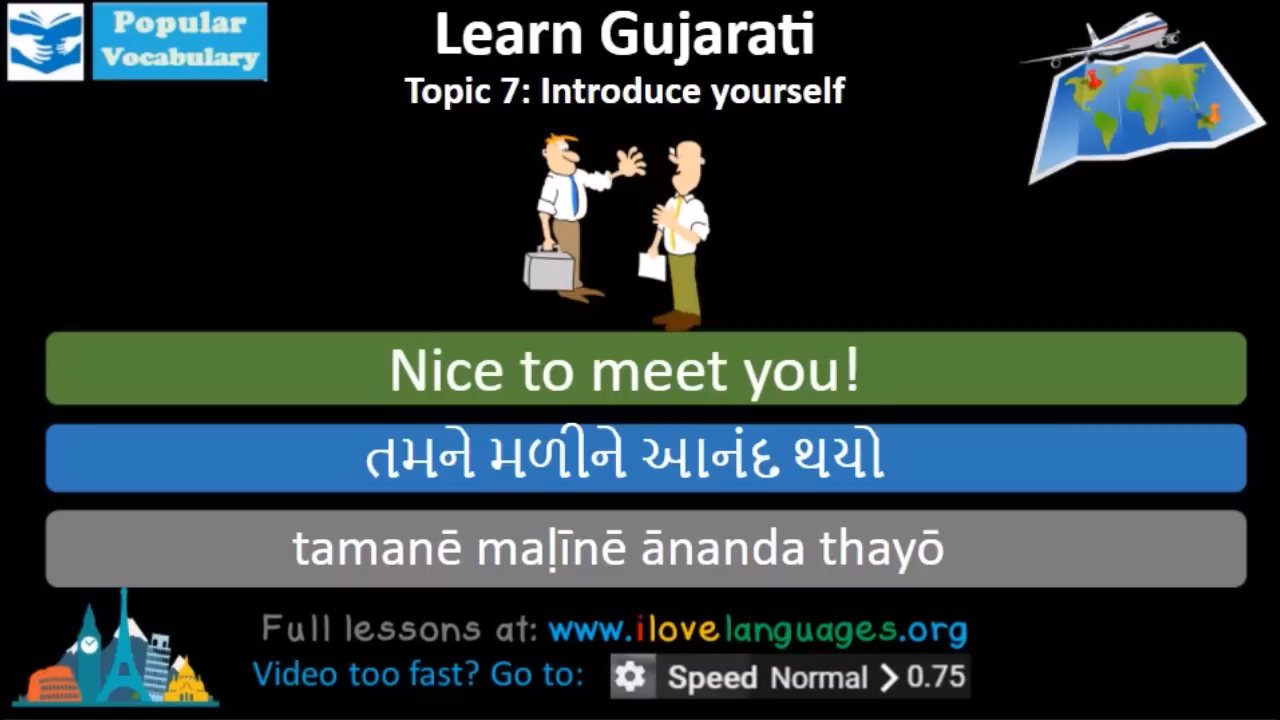 Popular
Vocabulary
Learn Gujarati
Topic 7: Introduce yourself
Nice to meet you!
તમને મળીને આનંદ થયો
tamanē maḷīnē ānanda thayō
Full lessons at: www.ilovelanguages.org
Video too fast? Go to: Speed Normal > 0.75